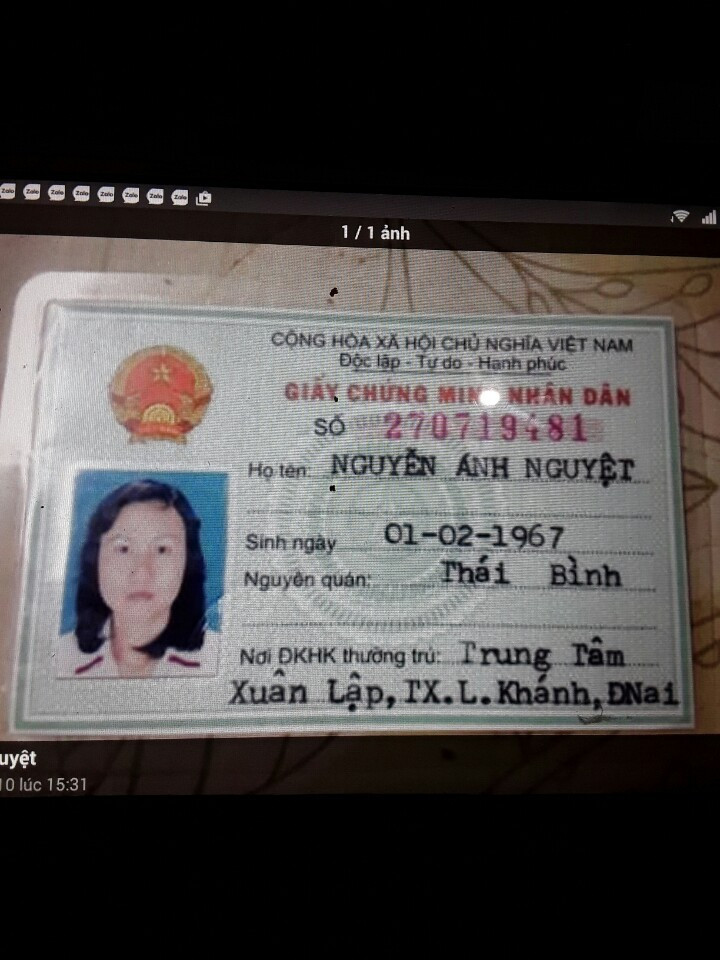 Zalo Zalo Zalo Zalo Zalo Zalo Zalo Zalo
1 / 1 ảnh
CỘNG HÒA XÃ HỘI CHỦ NGHĨA VIỆT NAM
Độc lập - Tự do - Hạnh phúc
GIẤY CHỨNG MINH NHÂN DÂN
SỐ 270719481
Họ tên: NGUYỄN ÁNH NGUYỆT
Sinh ngày 01-02-1967
Nguyên quán: Thái Bình
Nơi ĐKHK thường trú: Trung Tâm
Xuân Lập, TX.L.Khánh, ĐNai
uyệt
10 lúc 15:31